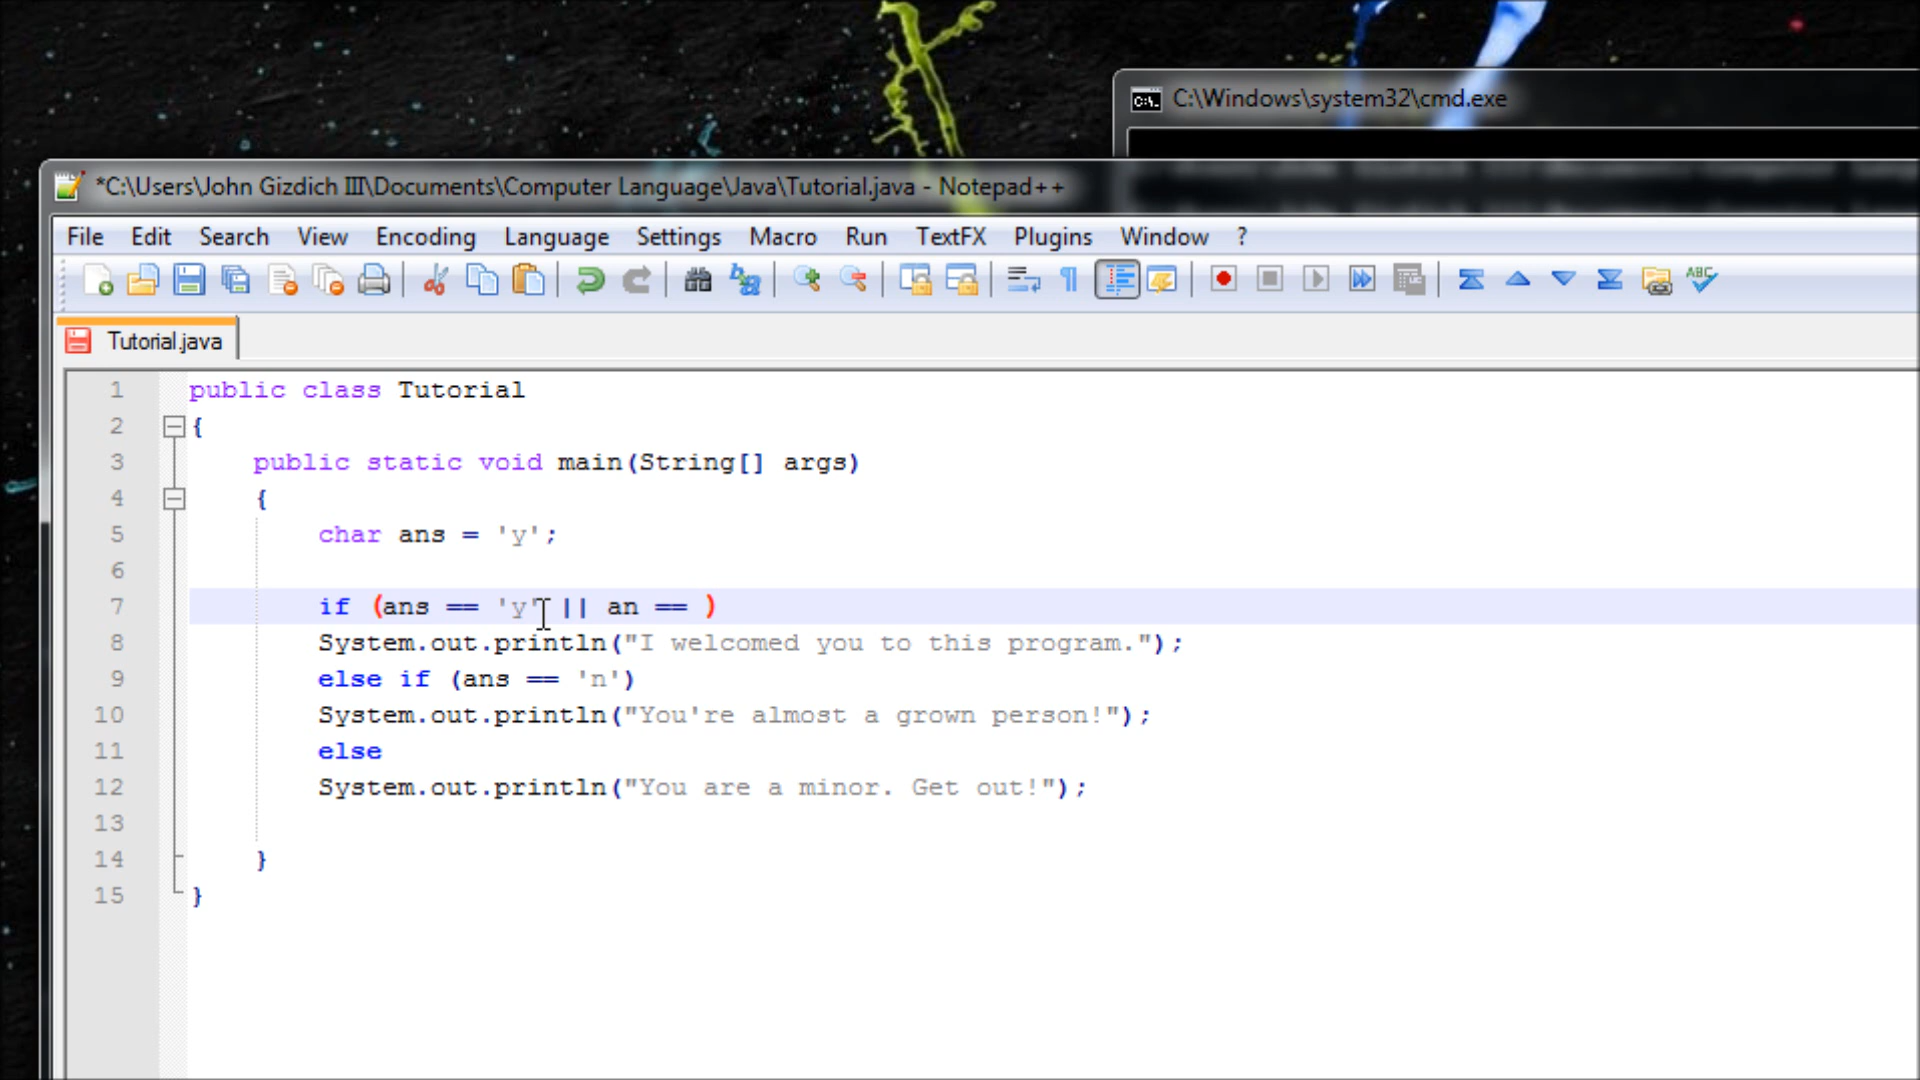 C:\Windows\system32\cmd.exe
*C:\Users\John Gizdich III\Documents\Computer Language\Java\Tutorial.java - Notepad++
File Edit Search View Encoding Language Settings Macro Run TextFX Plugins Window ?
Tutorial.java
1 public class Tutorial
2 {
3 public static void main(String[] args)
4 {
5 char ans = 'y';
6
7 if (ans == 'y' || an == )
8 System.out.println("I welcomed you to this program.");
9 else if (ans == 'n')
10 System.out.println("You're almost a grown person!");
11 else
12 System.out.println("You are a minor. Get out!");
13
14 }
15 }